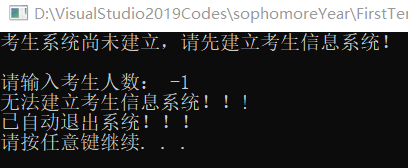 D:\VisualStudio2019Codes\sophomoreYear\FirstTer
考生系统尚未建立，请先建立考生信息系统！
请输入考生人数： -1
无法建立考生信息系统！！！
已自动退出系统！！！
请按任意键继续. . .